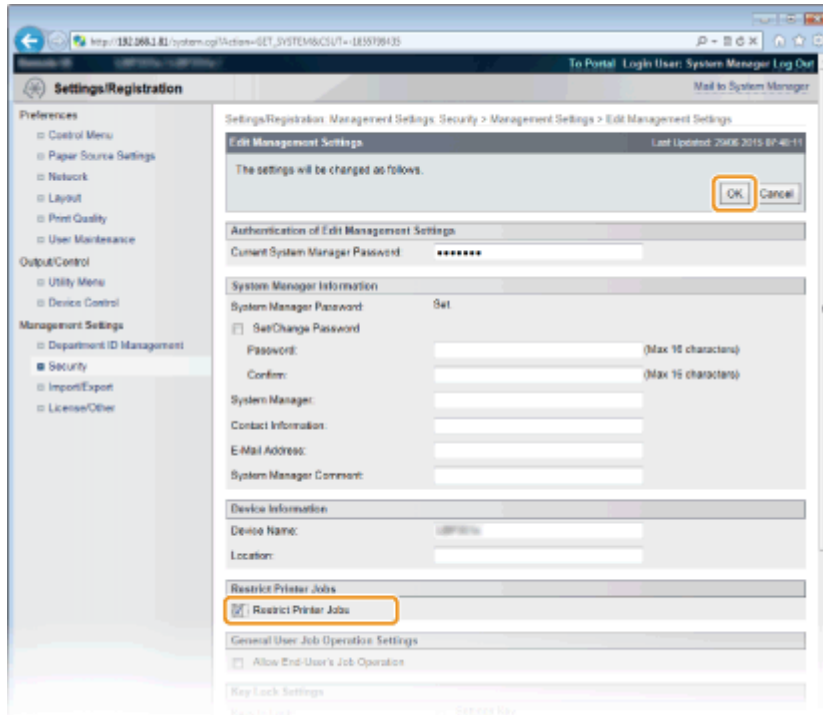 http://192.168.1.81/system.cgi?Action=GET_SYSTEM&CSUT=-1855798435
To Portal Login User: System Manager Log Out
Settings/Registration
Mail to System Manager
Preferences
Control Menu
Paper Source Settings
Network
Layout
Print Quality
User Maintenance
Output/Control
Utility Menu
Device Control
Management Settings
Department ID Management
Security
Import/Export
License/Other
Settings/Registration: Management Settings: Security > Management Settings > Edit Management Settings
Edit Management Settings
Last Updated: 29/06 2015 07:40:11
The settings will be changed as follows.
OK Cancel
Authentication of Edit Management Settings
Current System Manager Password: •••••••
System Manager Information
System Manager Password: Set
Set/Change Password
Password: (Max 16 characters)
Confirm: (Max 16 characters)
System Manager:
Contact Information:
E-Mail Address:
System Manager Comment:
Device Information
Device Name:
Location:
Restrict Printer Jobs
Restrict Printer Jobs
General User Job Operation Settings
Allow End-User's Job Operation
Key Lock Settings